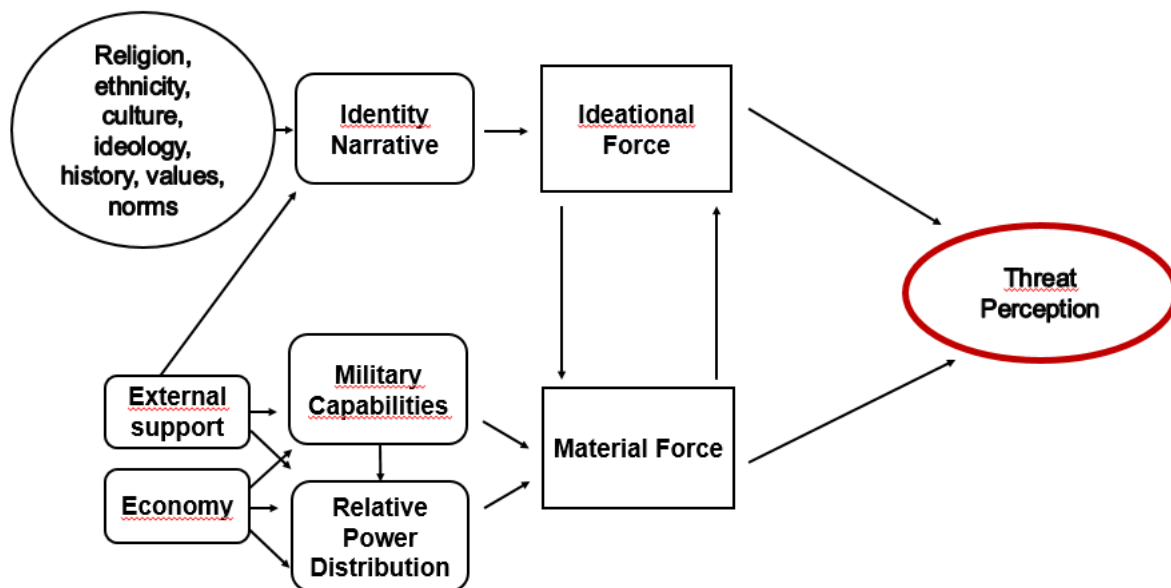 Religion,
ethnicity,
culture,
ideology,
history, values,
norms
Identity
Narrative
Ideational
Force
Threat
Perception
External
support
Military
Capabilities
Material Force
Economy
Relative
Power
Distribution